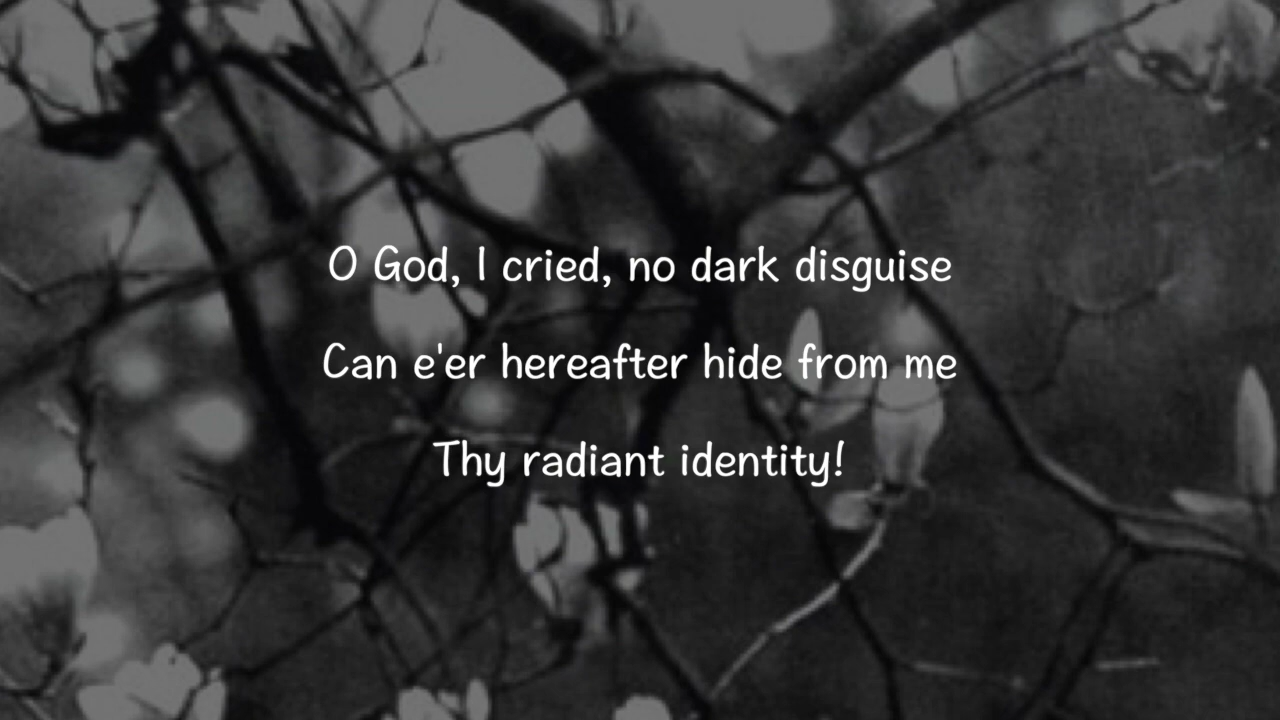 O God, I cried, no dark disguise
Can e'er hereafter hide from me
Thy radiant identity!